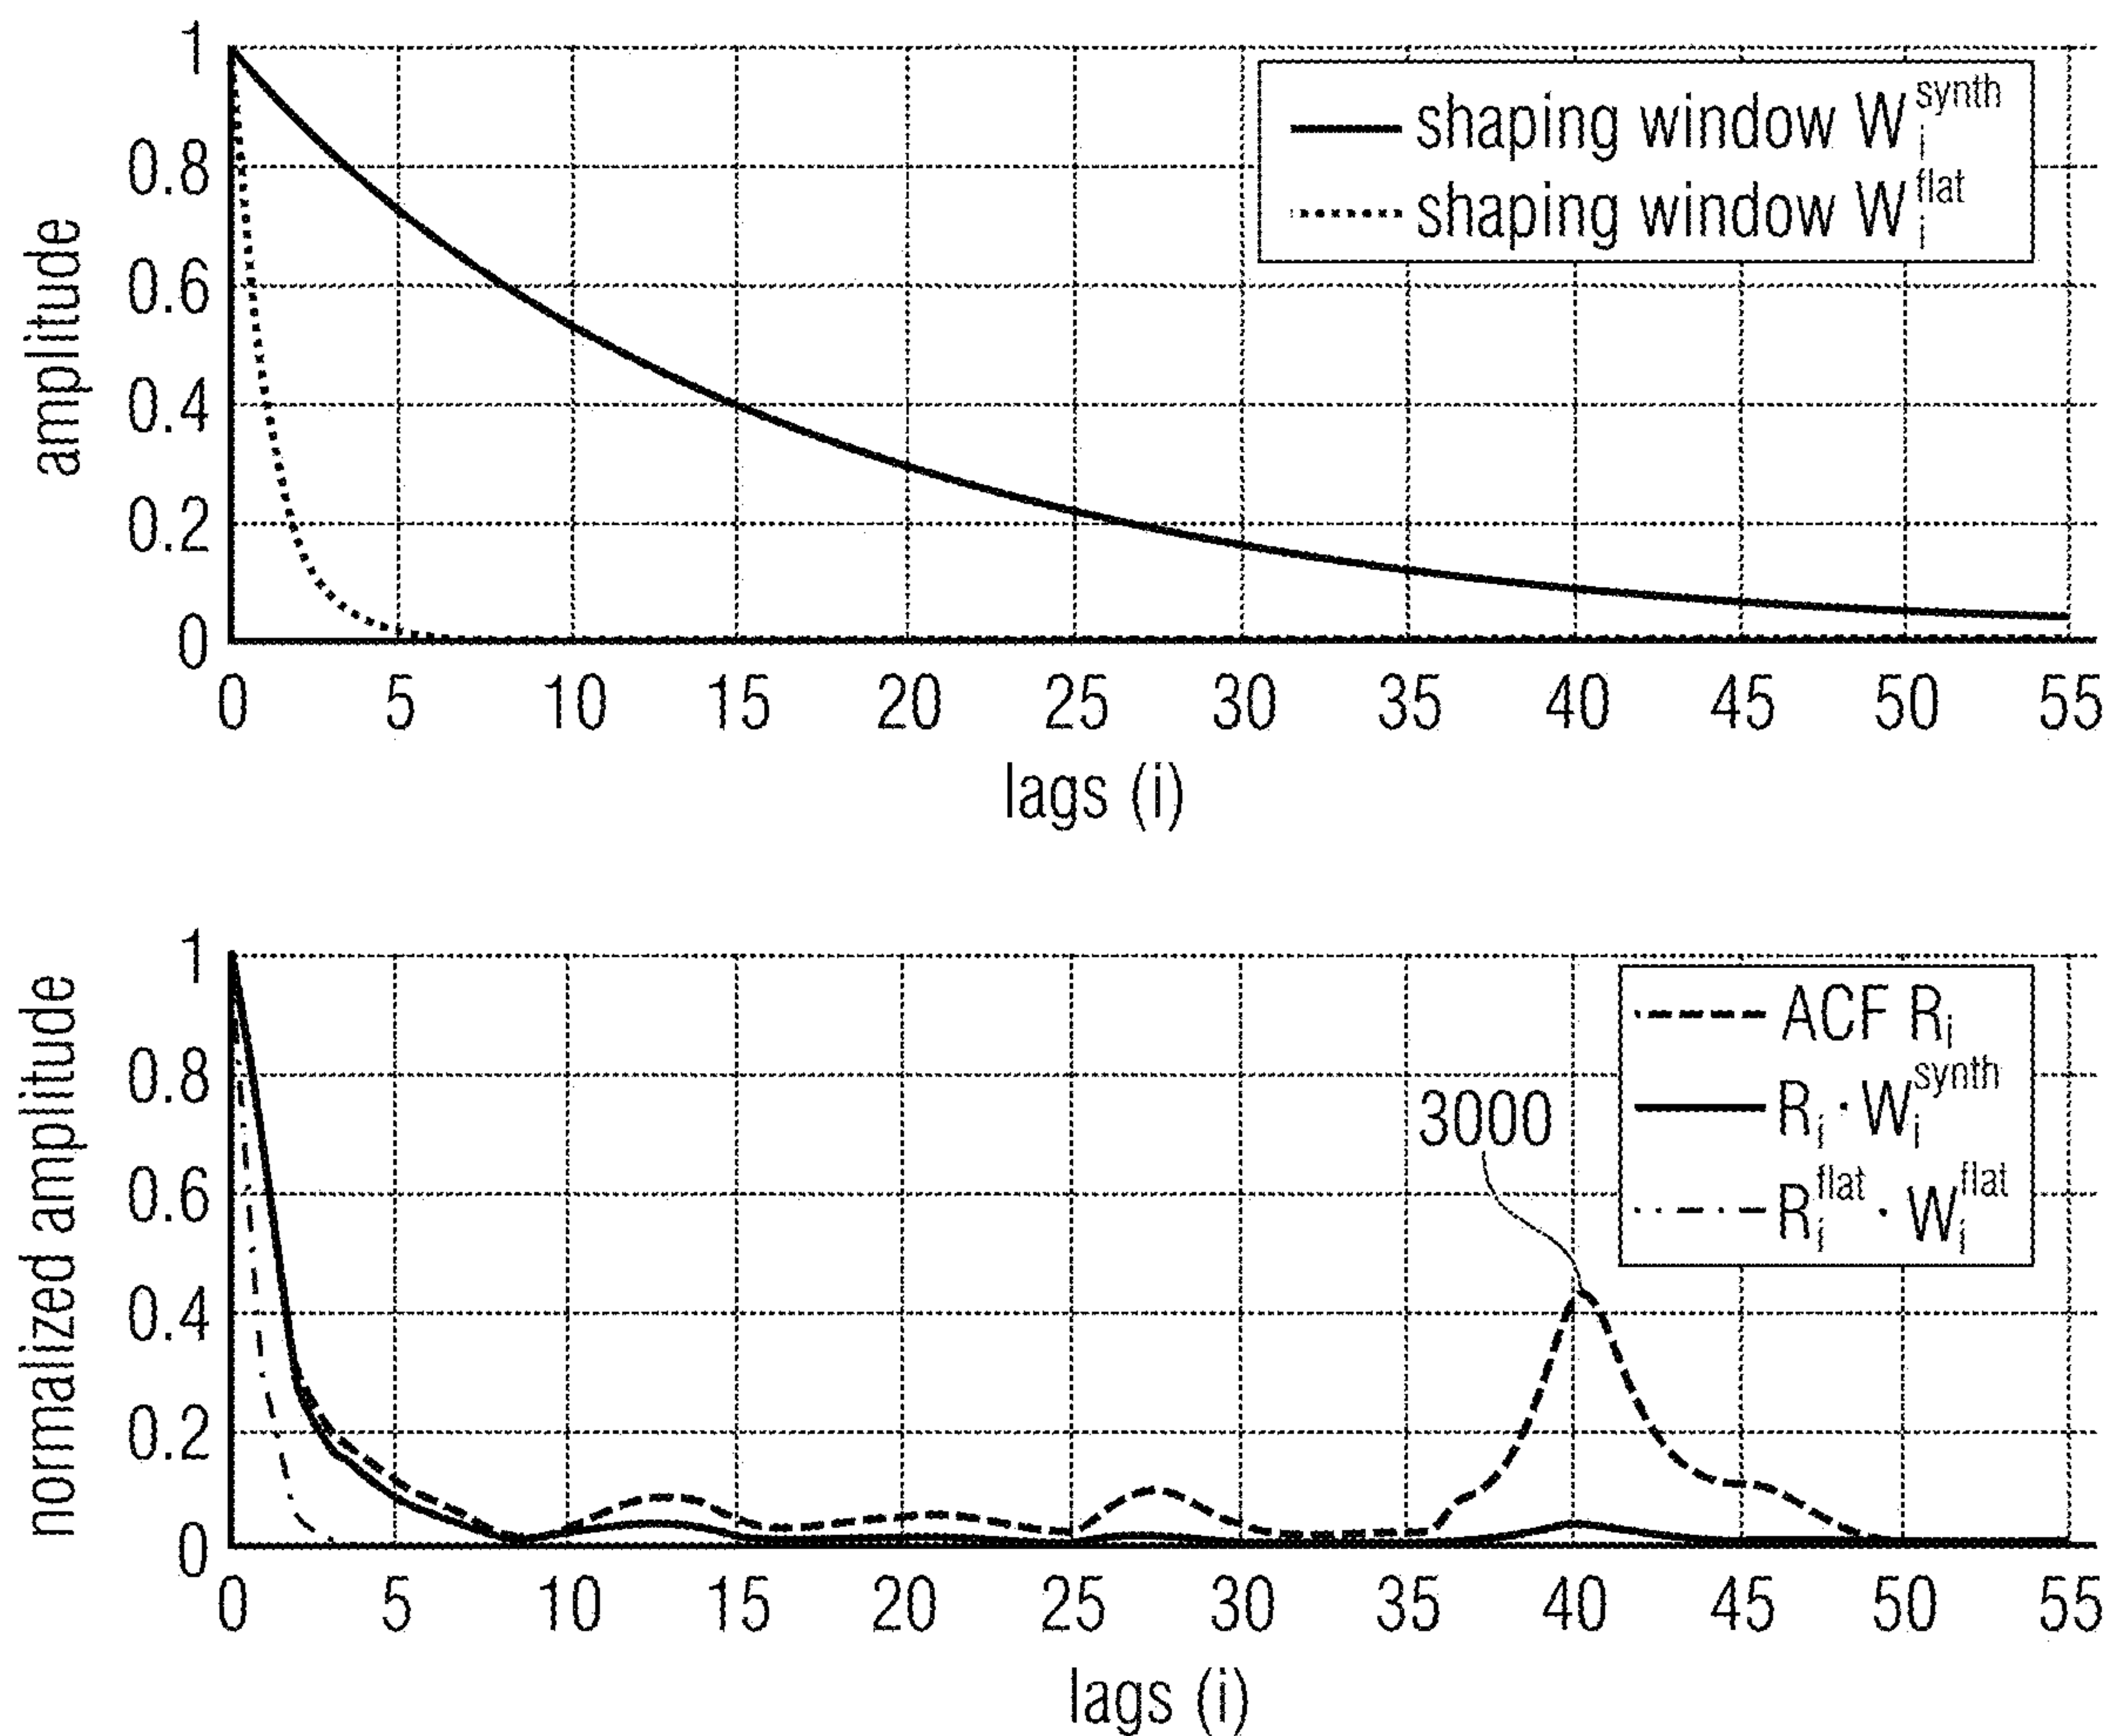 amplitude
1
0.8
0.6
0.4
0.2
0
0 5 10 15 20 25 30 35 40 45 50 55
lags (i)
shaping window W_i^synth
shaping window W_i^flat
normalized amplitude
1
0.8
0.6
0.4
0.2
0
0 5 10 15 20 25 30 35 40 45 50 55
lags (i)
3000
ACF R_i
R_i · W_i^synth
R_i^flat · W_i^flat